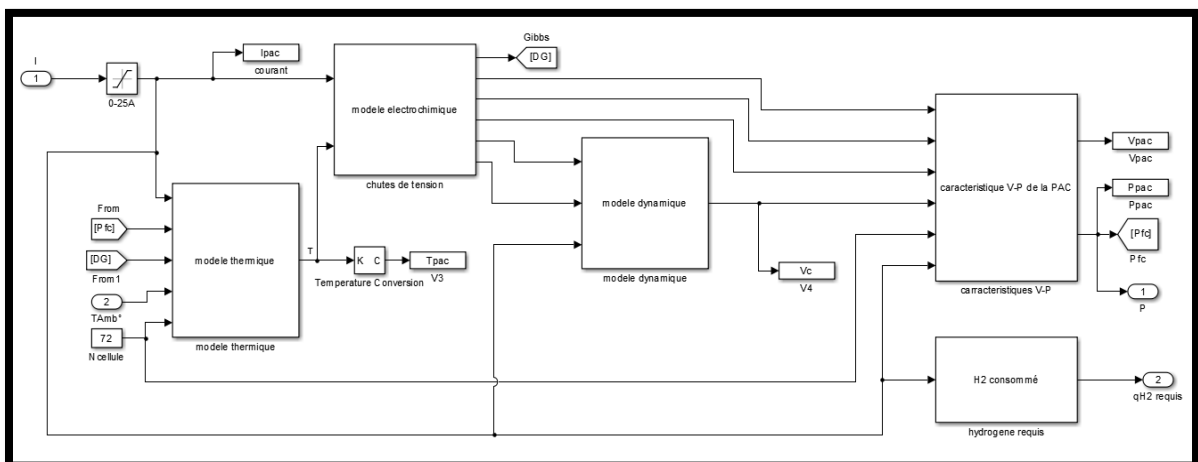 I
1
0-25A
Ipac
courant
modele electrochimique
chutes de tension
Gibbs
[DG]
From
[Pfc]
[DG]
From1
2
TAmb*
72
N cellule
modele thermique
modele thermique
T
K C
Temperature Conversion
Tpac
V3
modele dynamique
modele dynamique
Vc
V4
caracteristique V-P de la PAC
carracteristiques V-P
Vpac
Vpac
Ppac
Ppac
[Pfc]
Pfc
1
P
H2 consommé
hydrogene requis
2
qH2 requis